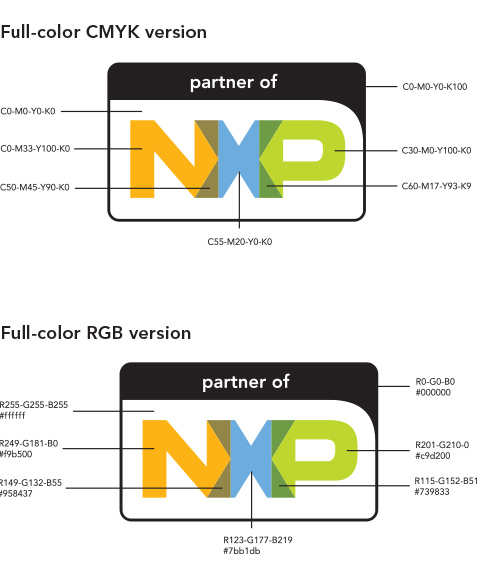 Full-color CMYK version
partner of
C0-M0-Y0-K100
C0-M0-Y0-K0
NXP
C0-M33-Y100-K0
C30-M0-Y100-K0
C50-M45-Y90-K0
C60-M17-Y93-K9
C55-M20-Y0-K0
Full-color RGB version
partner of
R0-G0-B0
#000000
R255-G255-B255
#ffffff
NXP
R249-G181-B0
#f9b500
R201-G210-0
#c9d200
R149-G132-B55
#958437
R115-G152-B51
#739833
R123-G177-B219
#7bb1db